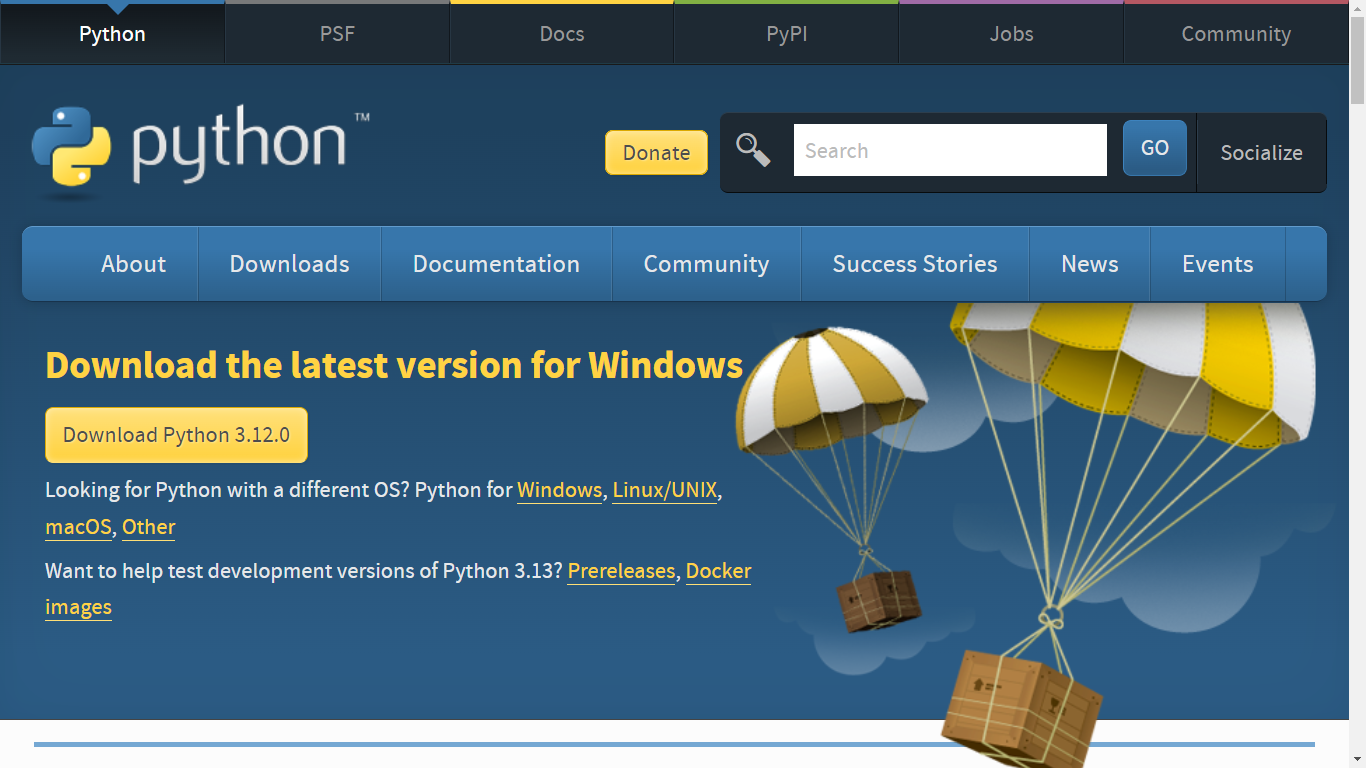 Python PSF Docs PyPI Jobs Community
python™
Donate Search GO Socialize
About Downloads Documentation Community Success Stories News Events
Download the latest version for Windows
Download Python 3.12.0
Looking for Python with a different OS? Python for Windows, Linux/UNIX,
macOS, Other
Want to help test development versions of Python 3.13? Prereleases, Docker
images